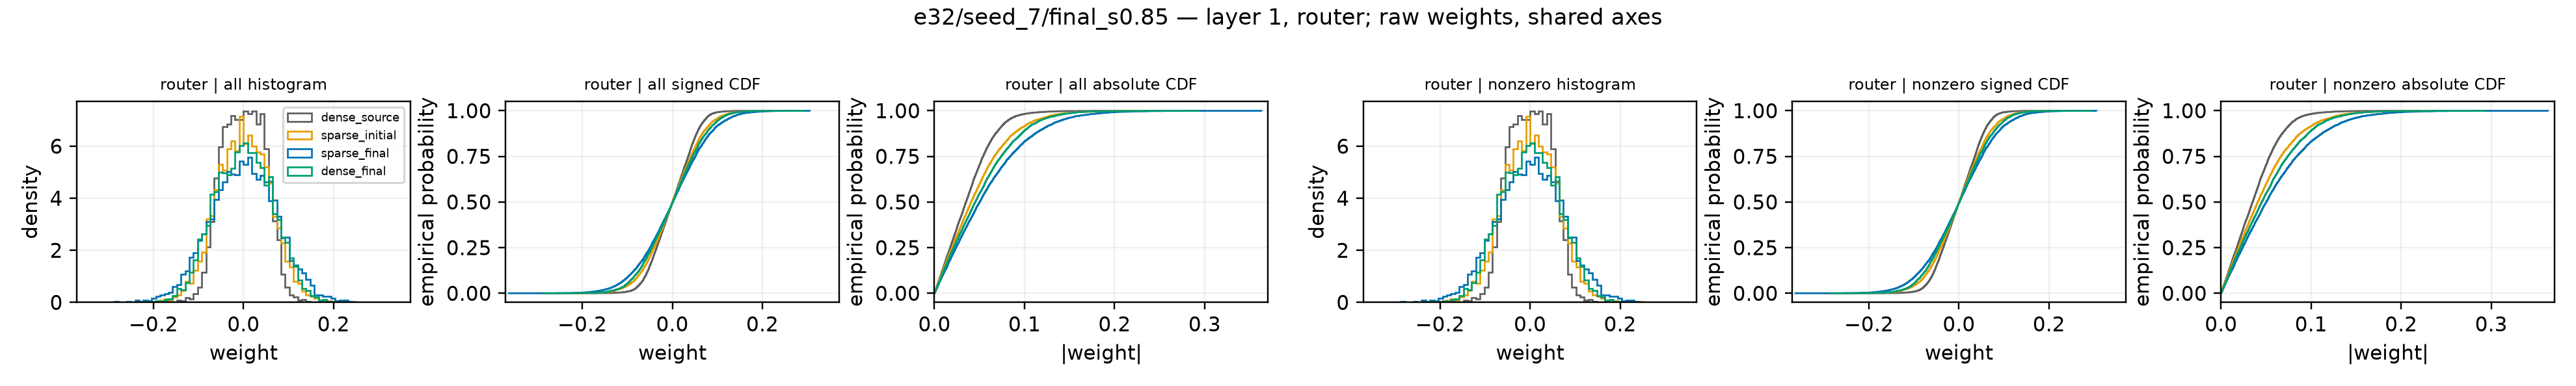 e32/seed_7/final_s0.85 — layer 1, router; raw weights, shared axes
router | all histogram
density
0
2
4
6
−0.2
0.0
0.2
weight
dense_source
sparse_initial
sparse_final
dense_final
router | all signed CDF
empirical probability
0.00
0.25
0.50
0.75
1.00
−0.2
0.0
0.2
weight
router | all absolute CDF
empirical probability
0.00
0.25
0.50
0.75
1.00
0.0
0.1
0.2
0.3
|weight|
router | nonzero histogram
density
0
2
4
6
−0.2
0.0
0.2
weight
router | nonzero signed CDF
empirical probability
0.00
0.25
0.50
0.75
1.00
−0.2
0.0
0.2
weight
router | nonzero absolute CDF
empirical probability
0.00
0.25
0.50
0.75
1.00
0.0
0.1
0.2
0.3
|weight|